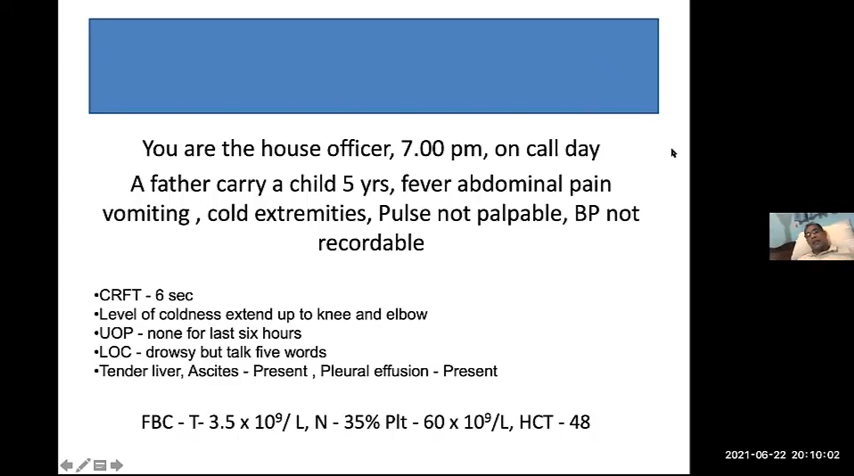 You are the house officer, 7.00 pm, on call day
A father carry a child 5 yrs, fever abdominal pain
vomiting , cold extremities, Pulse not palpable, BP not
recordable
•CRFT - 6 sec
•Level of coldness extend up to knee and elbow
•UOP - none for last six hours
•LOC - drowsy but talk five words
•Tender liver, Ascites - Present , Pleural effusion - Present
FBC - T- 3.5 x 10⁹/ L, N - 35% Plt - 60 x 10⁹/L, HCT - 48
2021-06-22 20:10:02